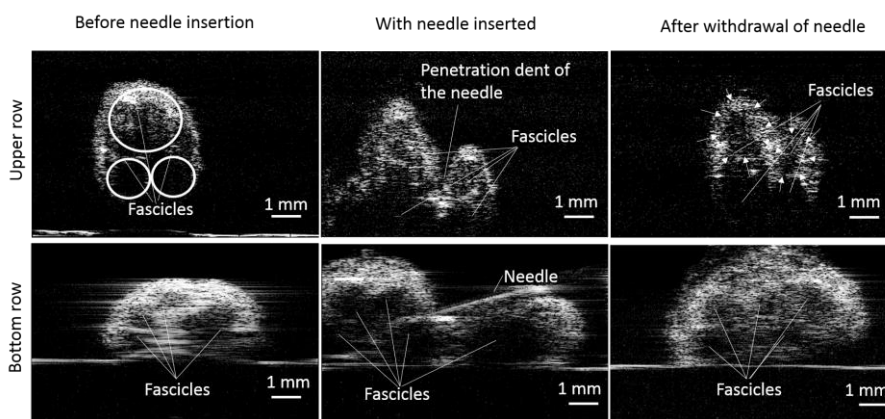 Before needle insertion
With needle inserted
After withdrawal of needle
Upper row
Fascicles
1 mm
Penetration dent of
the needle
Fascicles
1 mm
Fascicles
1 mm
Bottom row
Fascicles
1 mm
Needle
Fascicles
1 mm
Fascicles
1 mm